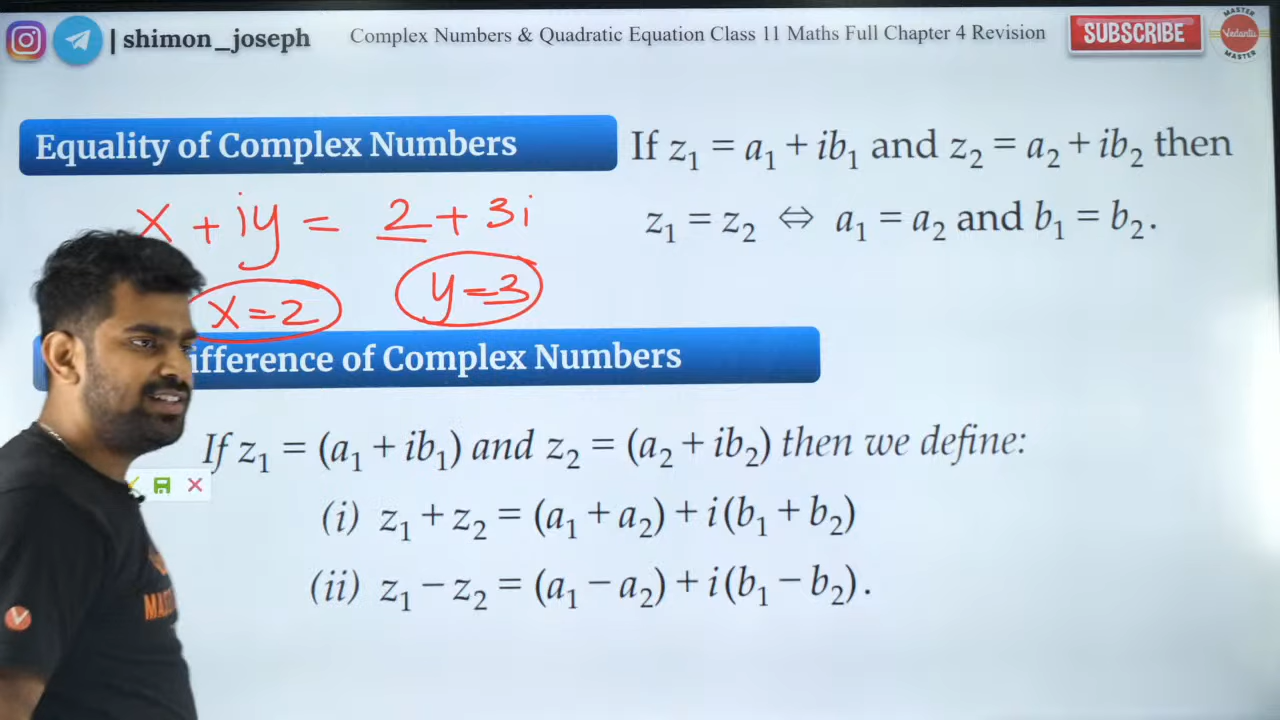 | shimon_joseph
Complex Numbers & Quadratic Equation Class 11 Maths Full Chapter 4 Revision
SUBSCRIBE
MASTER
Vedantu
MASTER
Equality of Complex Numbers
If z₁ = a₁ + ib₁ and z₂ = a₂ + ib₂ then
z₁ = z₂ ⇔ a₁ = a₂ and b₁ = b₂.
x + iy = 2 + 3i
x=2
y=3
ifference of Complex Numbers
If z₁ = (a₁ + ib₁) and z₂ = (a₂ + ib₂) then we define:
(i) z₁ + z₂ = (a₁ + a₂) + i(b₁ + b₂)
(ii) z₁ − z₂ = (a₁ − a₂) + i(b₁ − b₂).